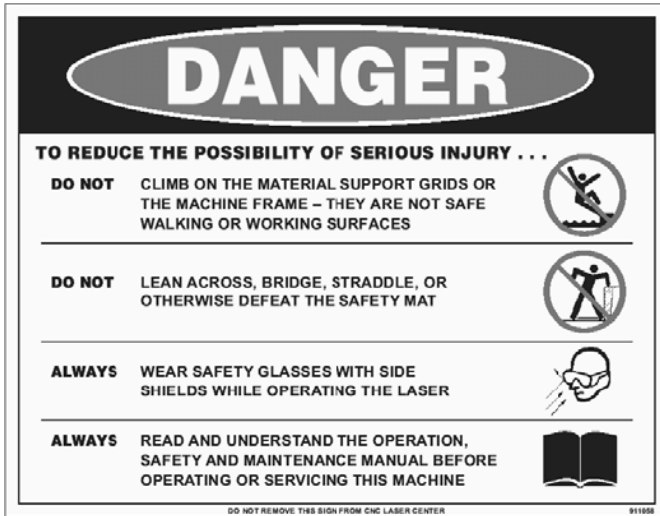 DANGER
TO REDUCE THE POSSIBILITY OF SERIOUS INJURY . . .
DO NOT CLIMB ON THE MATERIAL SUPPORT GRIDS OR
THE MACHINE FRAME – THEY ARE NOT SAFE
WALKING OR WORKING SURFACES
DO NOT LEAN ACROSS, BRIDGE, STRADDLE, OR
OTHERWISE DEFEAT THE SAFETY MAT
ALWAYS WEAR SAFETY GLASSES WITH SIDE
SHIELDS WHILE OPERATING THE LASER
ALWAYS READ AND UNDERSTAND THE OPERATION,
SAFETY AND MAINTENANCE MANUAL BEFORE
OPERATING OR SERVICING THIS MACHINE
DO NOT REMOVE THIS SIGN FROM CNC LASER CENTER 911058